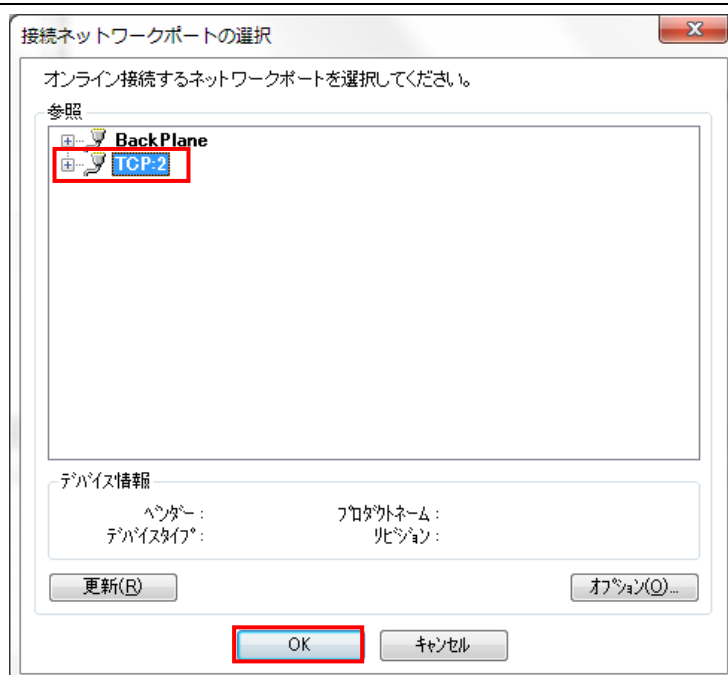 接続ネットワークポートの選択
オンライン接続するネットワークポートを選択してください。
参照
BackPlane
TCP:2
デバイス情報
ベンダー :
プロダクトネーム :
デバイスタイプ :
リビジョン :
更新(R)
オプション(O)...
OK
キャンセル